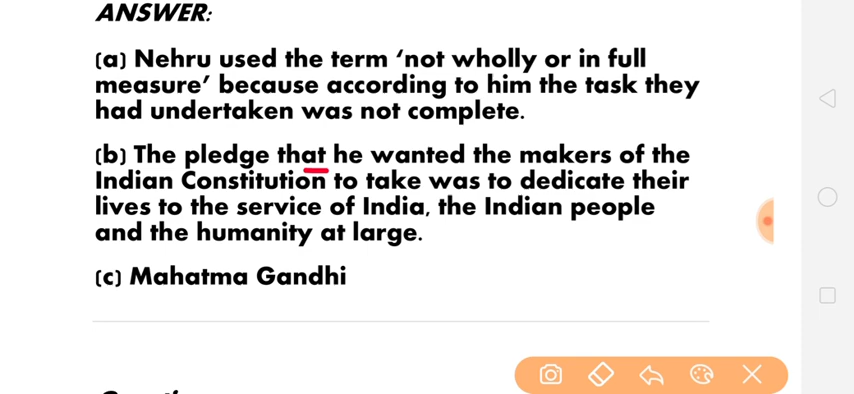 ANSWER:
(a) Nehru used the term ‘not wholly or in full
measure’ because according to him the task they
had undertaken was not complete.
(b) The pledge that he wanted the makers of the
Indian Constitution to take was to dedicate their
lives to the service of India, the Indian people
and the humanity at large.
(c) Mahatma Gandhi